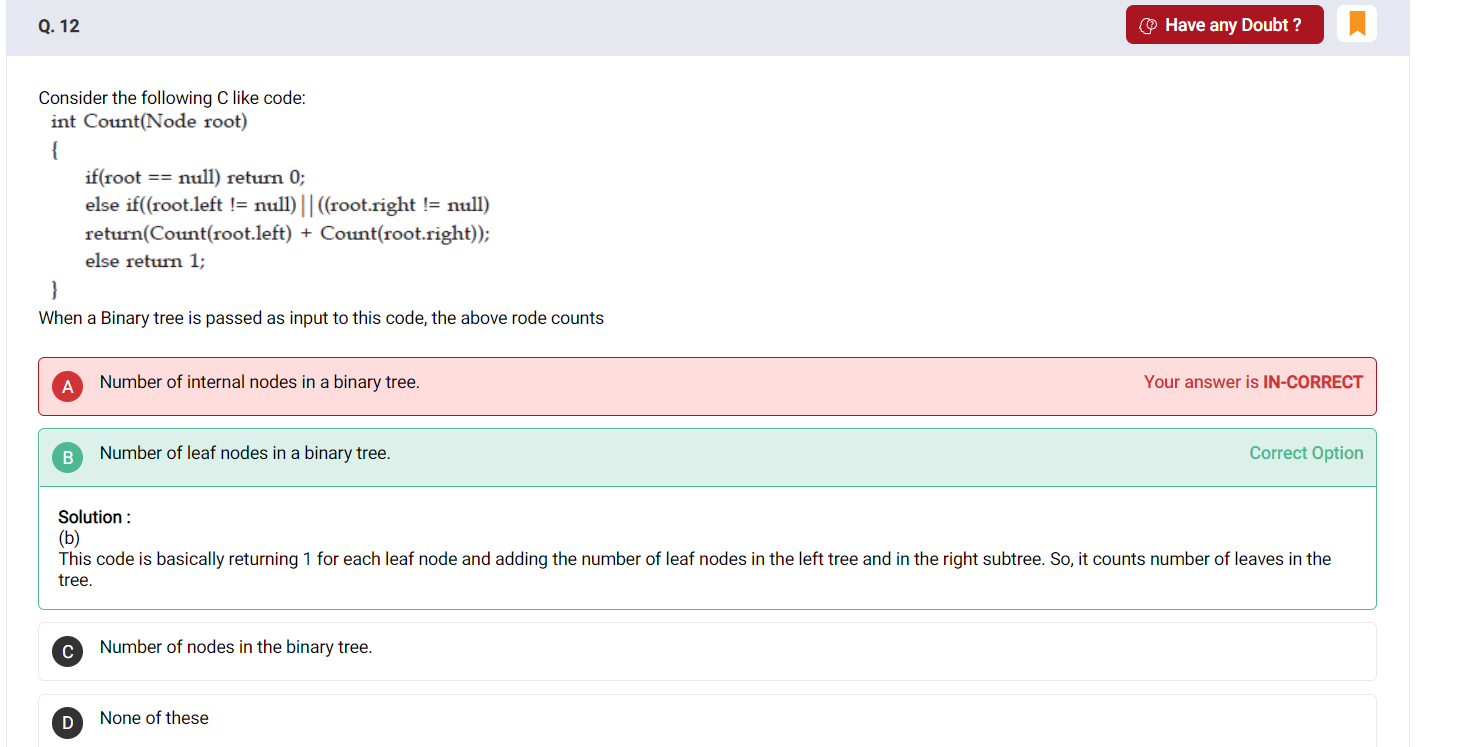 Q. 12
Have any Doubt ?
Consider the following C like code:
int Count(Node root)
{
if(root == null) return 0;
else if((root.left != null)||((root.right != null)
return(Count(root.left) + Count(root.right));
else return 1;
}
When a Binary tree is passed as input to this code, the above rode counts
A
Number of internal nodes in a binary tree.
Your answer is IN-CORRECT
B
Number of leaf nodes in a binary tree.
Correct Option
Solution :
(b)
This code is basically returning 1 for each leaf node and adding the number of leaf nodes in the left tree and in the right subtree. So, it counts number of leaves in the
tree.
C
Number of nodes in the binary tree.
D
None of these